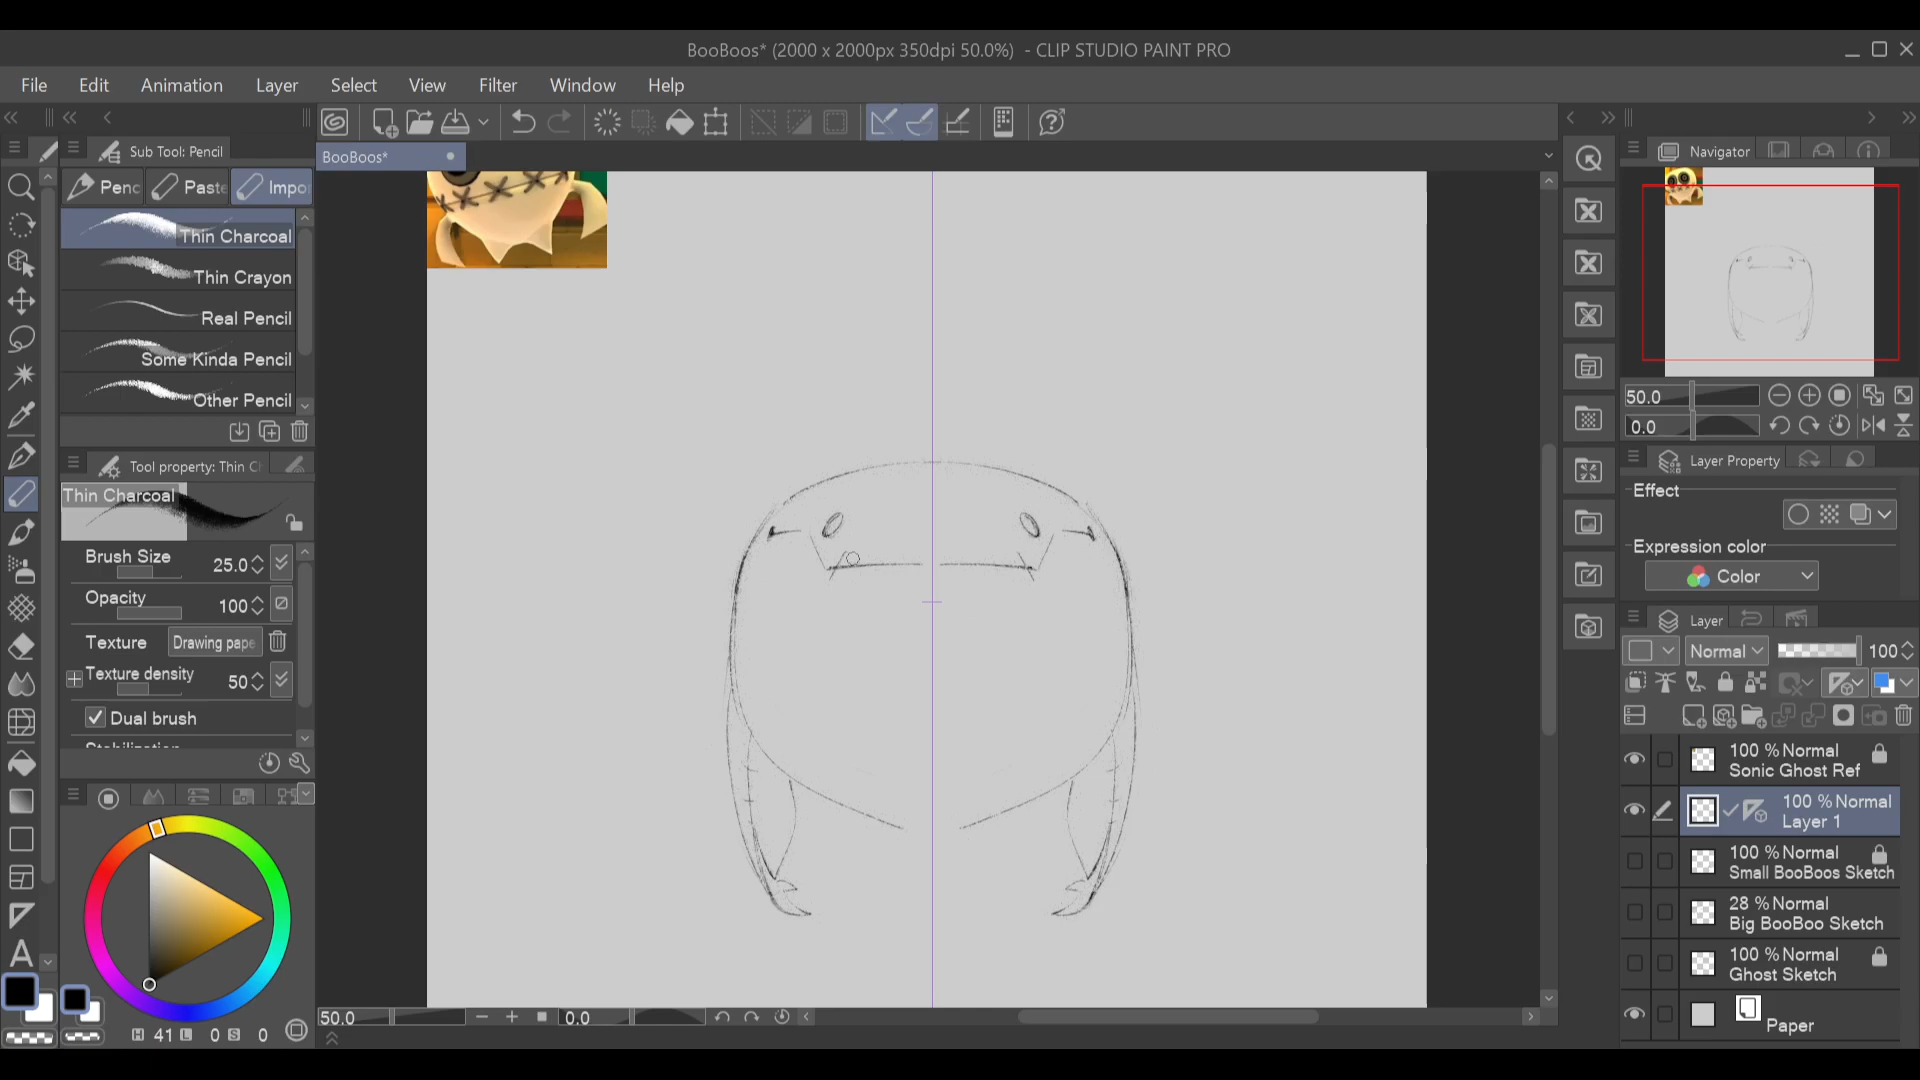 BooBoos* (2000 x 2000px 350dpi 50.0%) - CLIP STUDIO PAINT PRO
File Edit Animation Layer Select View Filter Window Help
Sub Tool: Pencil
BooBoos*
Navigator
Penc Paste Impo
Thin Charcoal
Thin Crayon
Real Pencil
Some Kinda Pencil
Other Pencil
Tool property: Thin C
Thin Charcoal
Brush Size 25.0
Opacity 100
Texture Drawing pape
Texture density 50
Dual brush
Stabilization
H 41 L 0 S 0
A
50.0 0.0
50.0
0.0
Layer Property
Effect
Expression color
Color
Layer
Normal 100
100 % Normal
Sonic Ghost Ref
100 % Normal
Layer 1
100 % Normal
Small BooBoos Sketch
28 % Normal
Big BooBoo Sketch
100 % Normal
Ghost Sketch
Paper